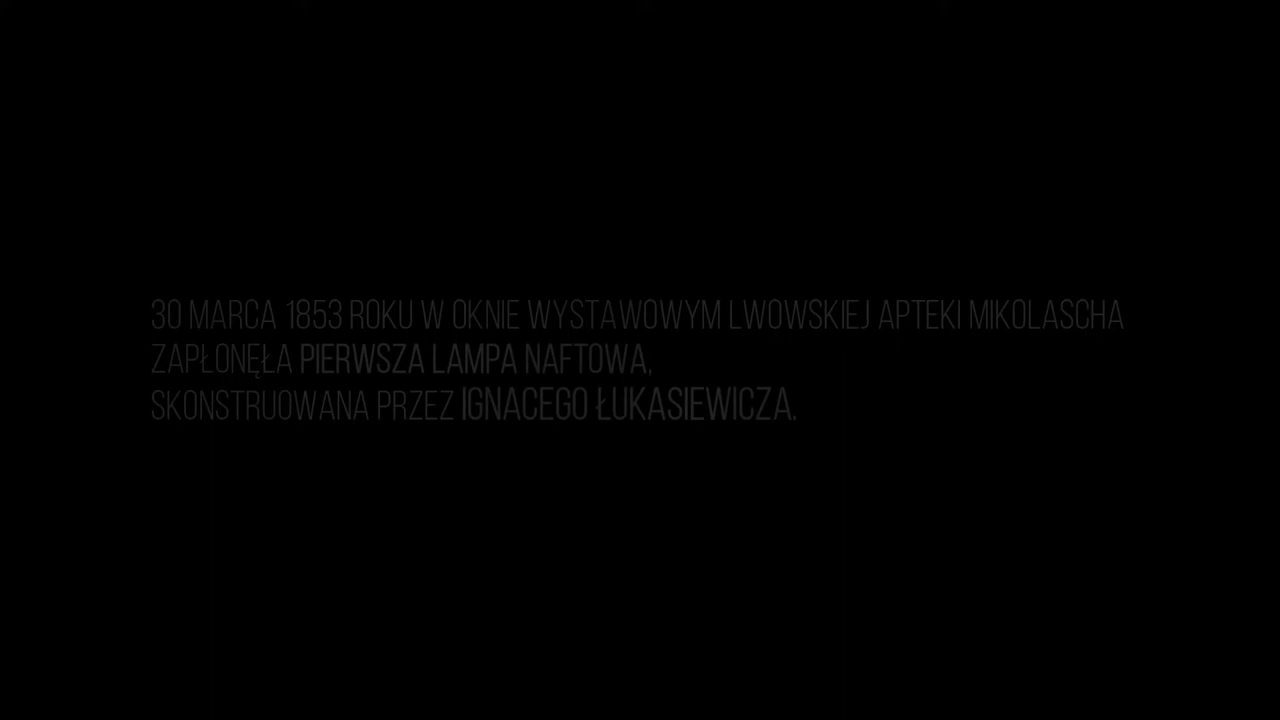 30 MARCA 1853 ROKU W OKNIE WYSTAWOWYM LWOWSKIEJ APTEKI MIKOLASCHA
ZAPŁONĘŁA PIERWSZA LAMPA NAFTOWA,
SKONSTRUOWANA PRZEZ IGNACEGO ŁUKASIEWICZA.